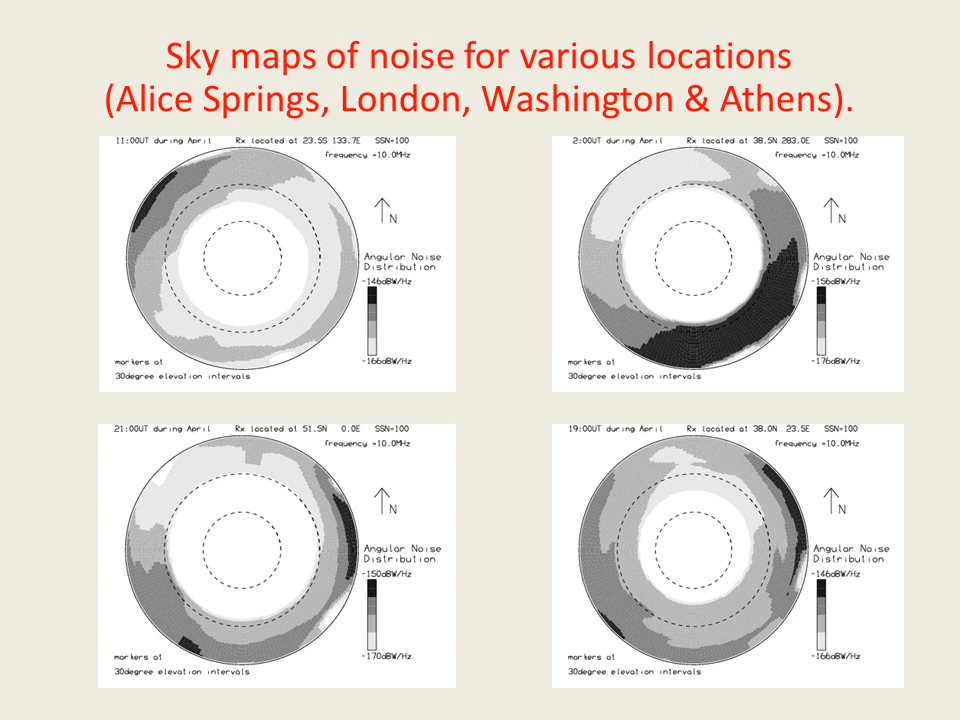 Sky maps of noise for various locations
(Alice Springs, London, Washington & Athens).
11:00UT during April Rx located at 23.5S 133.7E SSN=100
frequency =10.0MHz
N
Angular Noise
Distribution
-146dBW/Hz
-166dBW/Hz
markers at
30degree elevation intervals
2:00UT during April Rx located at 38.5N 283.0E SSN=100
frequency =10.0MHz
N
Angular Noise
Distribution
-156dBW/Hz
-176dBW/Hz
markers at
30degree elevation intervals
21:00UT during April Rx located at 51.5N 0.0E SSN=100
frequency =10.0MHz
N
Angular Noise
Distribution
-150dBW/Hz
-170dBW/Hz
markers at
30degree elevation intervals
19:00UT during April Rx located at 38.0N 23.5E SSN=100
frequency =10.0MHz
N
Angular Noise
Distribution
-146dBW/Hz
-166dBW/Hz
markers at
30degree elevation intervals